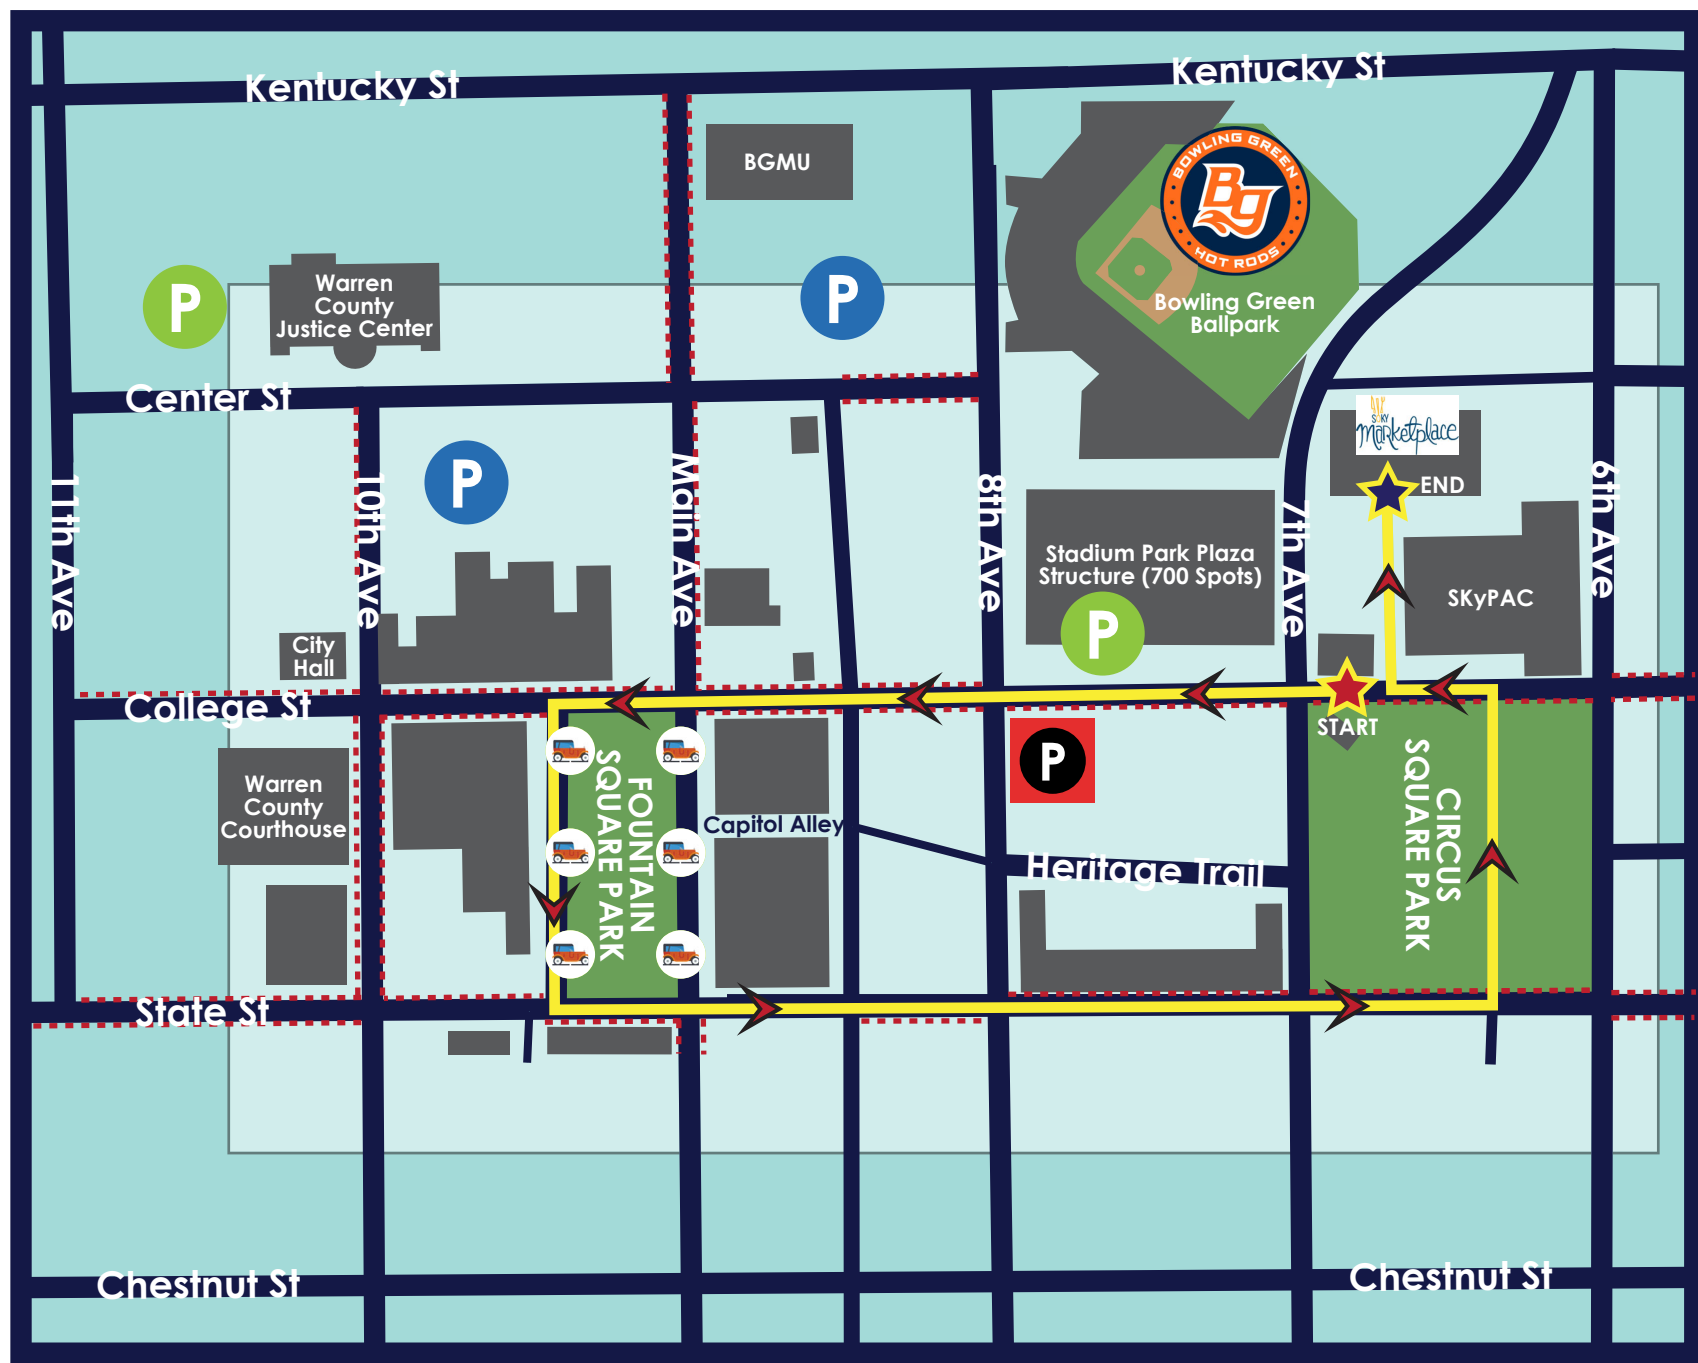 Kentucky St
Kentucky St
BGMU
BOWLING GREEN
BG
HOT RODS
Bowling Green
Ballpark
P
Warren
County
Justice Center
P
Center St
SOKY
marketplace
END
P
11th Ave
10th Ave
Main Ave
8th Ave
7th Ave
6th Ave
Stadium Park Plaza
Structure (700 Spots)
P
SKyPAC
City
Hall
College St
START
P
Warren
County
Courthouse
FOUNTAIN
SQUARE PARK
Capitol Alley
Heritage Trail
CIRCUS
SQUARE PARK
State St
Chestnut St
Chestnut St